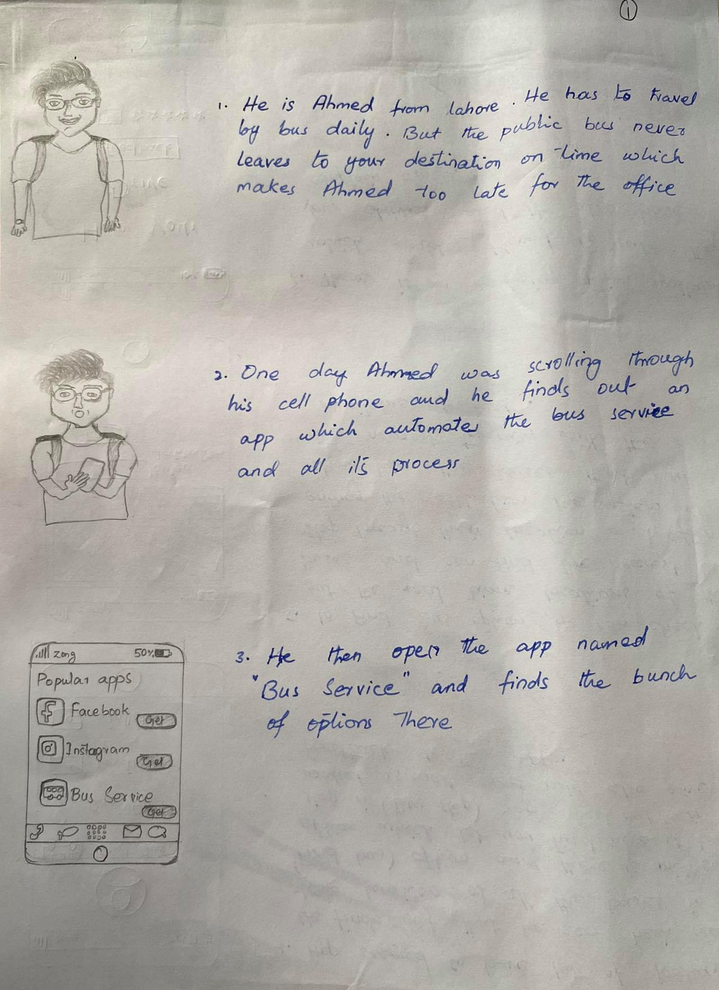 1
1. He is Ahmed from lahore. He has to travel
by bus daily. But the public bus never
leaves to your destination on time which
makes Ahmed too late for the office
2. One day Ahmed was scrolling through
his cell phone and he finds out an
app which automates the bus service
and all it's process
zong 50%
Popular apps
Facebook
Get
Instagram
Get
Bus Service
Get
3. He then open the app named
"Bus Service" and finds the bunch
of options There